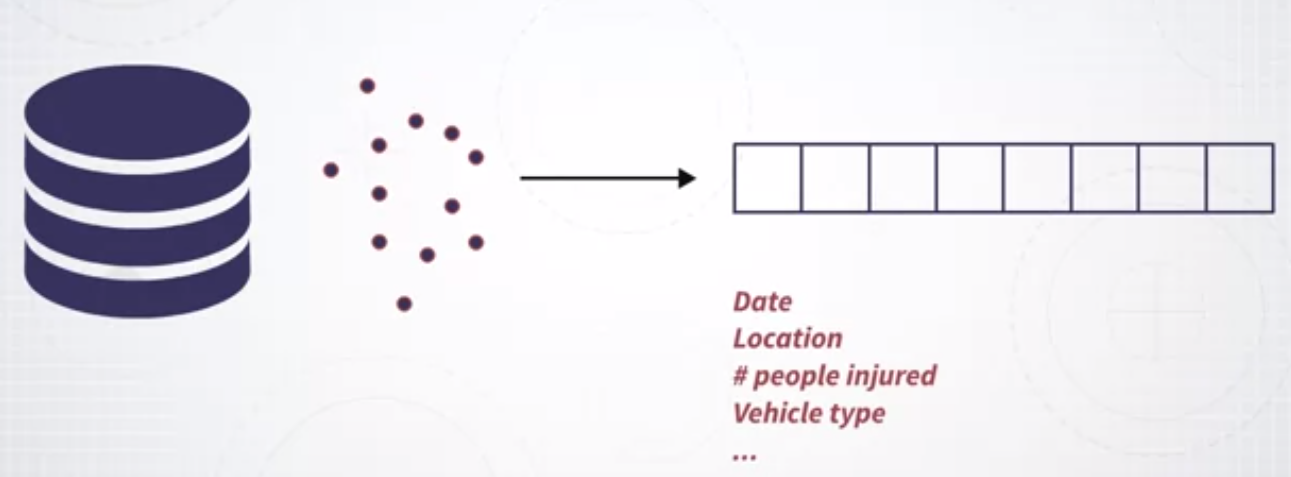 Date
Location
# people injured
Vehicle type
...